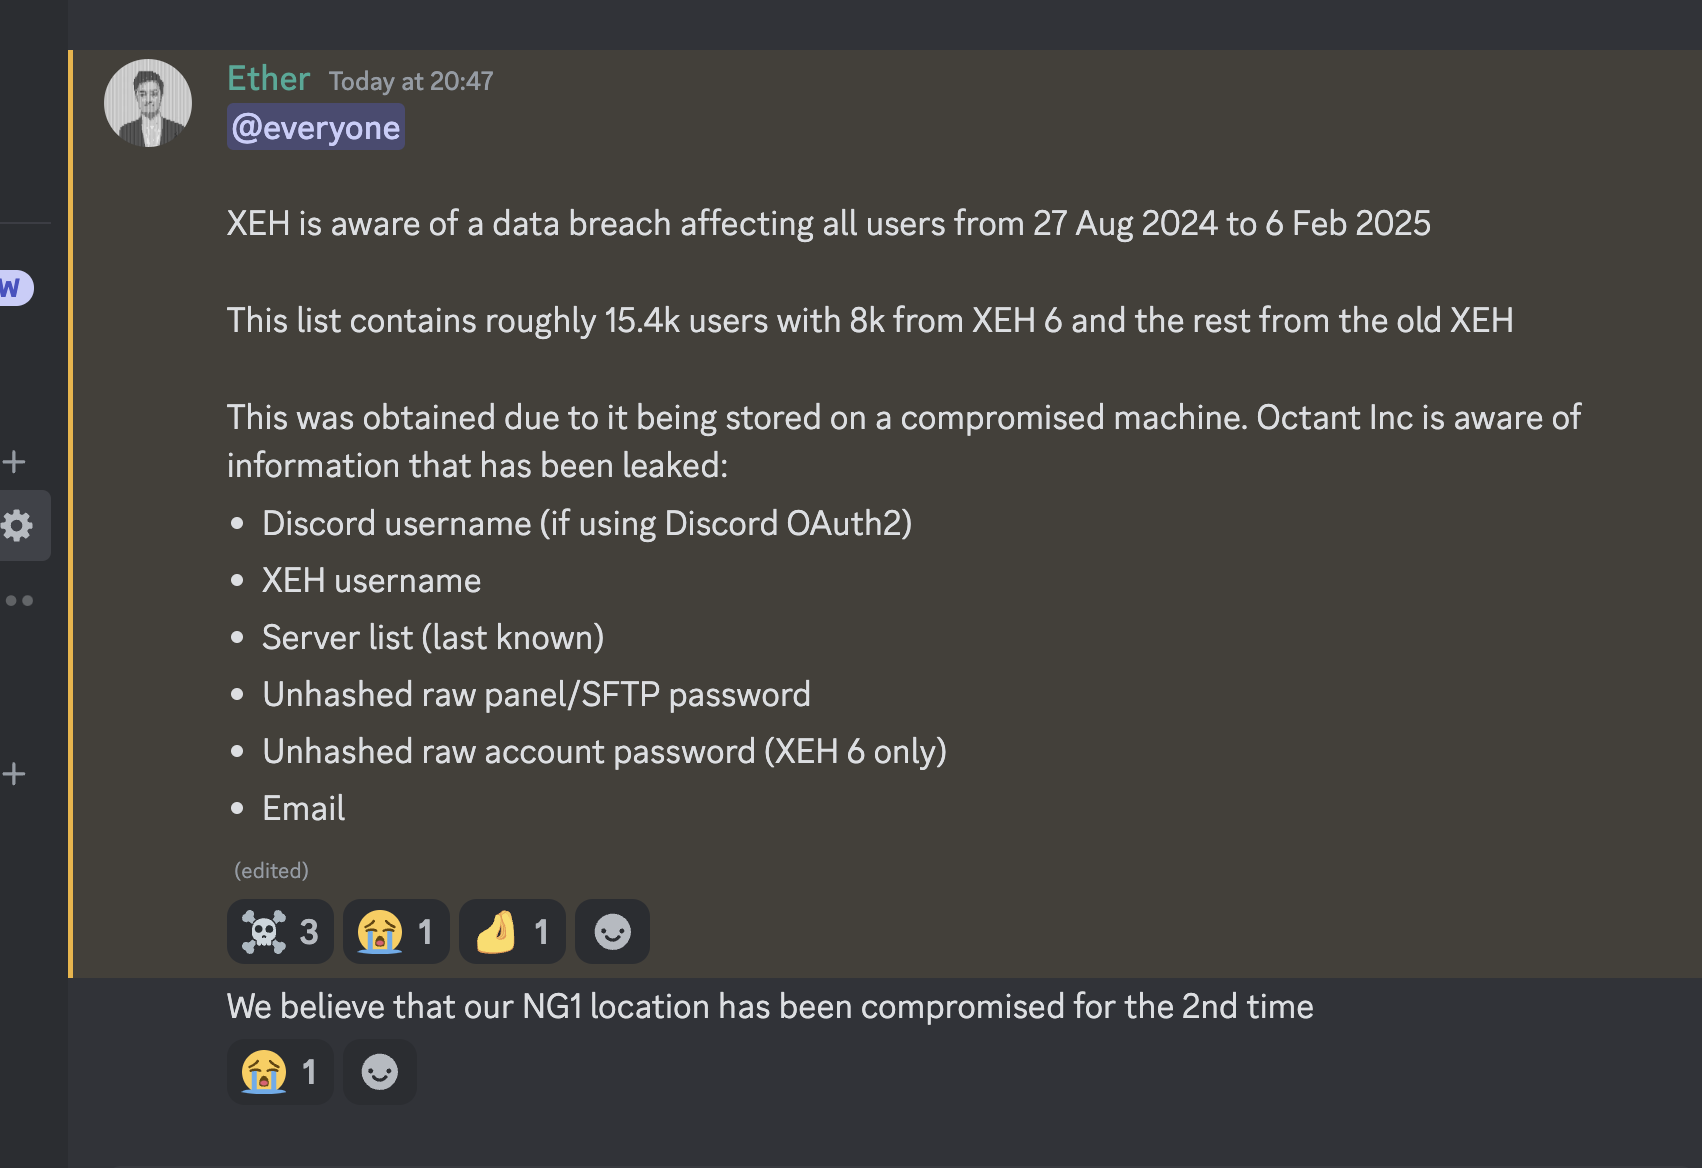 Ether Today at 20:47
@everyone
XEH is aware of a data breach affecting all users from 27 Aug 2024 to 6 Feb 2025
W
This list contains roughly 15.4k users with 8k from XEH 6 and the rest from the old XEH
This was obtained due to it being stored on a compromised machine. Octant Inc is aware of
information that has been leaked:
• Discord username (if using Discord OAuth2)
• XEH username
• Server list (last known)
• Unhashed raw panel/SFTP password
• Unhashed raw account password (XEH 6 only)
• Email
(edited)
3 1 1
We believe that our NG1 location has been compromised for the 2nd time
1